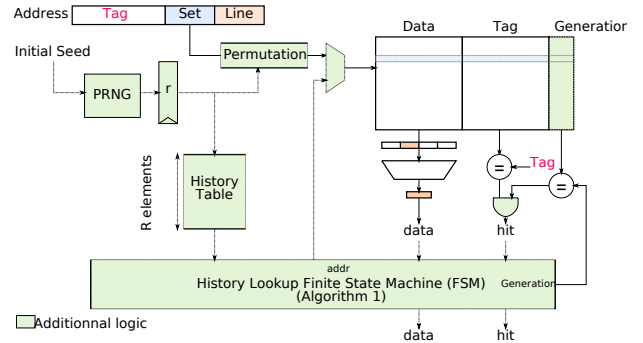 Address Tag Set Line
Data Tag Generation
Initial Seed
Permutation
PRNG
r
R elements
History
Table
=
Tag
=
data hit
addr
History Lookup Finite State Machine (FSM)
Generation
(Algorithm 1)
Additionnal logic
data hit